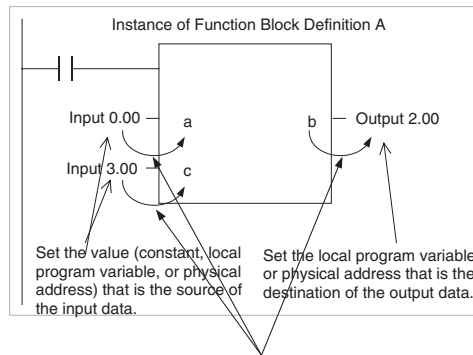 Instance of Function Block Definition A
Input 0.00
a
b
Output 2.00
Input 3.00
c
Set the value (constant, local
program variable, or physical
address) that is the source of
the input data.
Set the local program variable
or physical address that is the
destination of the output data.